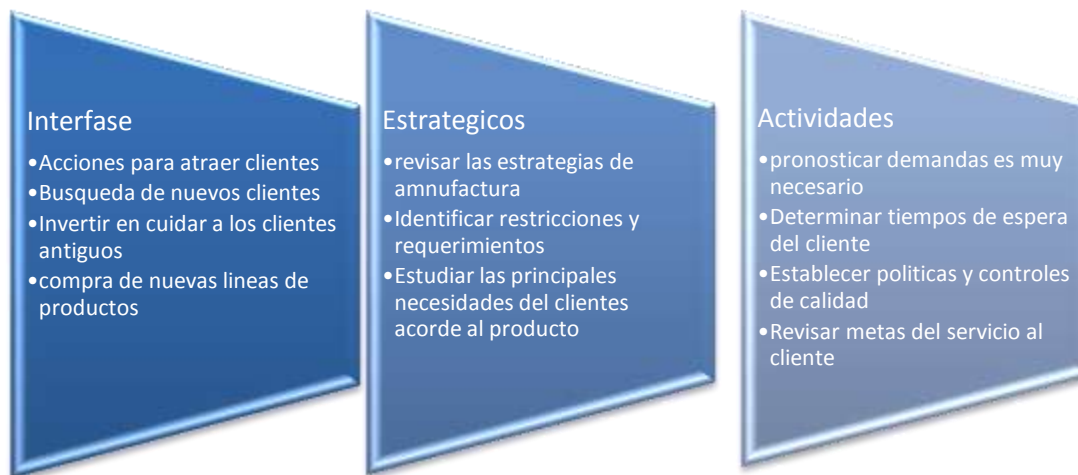 Interfase
•Acciones para atraer clientes
•Busqueda de nuevos clientes
•Invertir en cuidar a los clientes
antiguos
•compra de nuevas lineas de
productos
Estrategicos
•revisar las estrategias de
amnufactura
•Identificar restricciones y
requerimientos
•Estudiar las principales
necesidades del clientes
acorde al producto
Actividades
•pronosticar demandas es muy
necesario
•Determinar tiempos de espera
del cliente
•Establecer politicas y controles
de calidad
•Revisar metas del servicio al
cliente